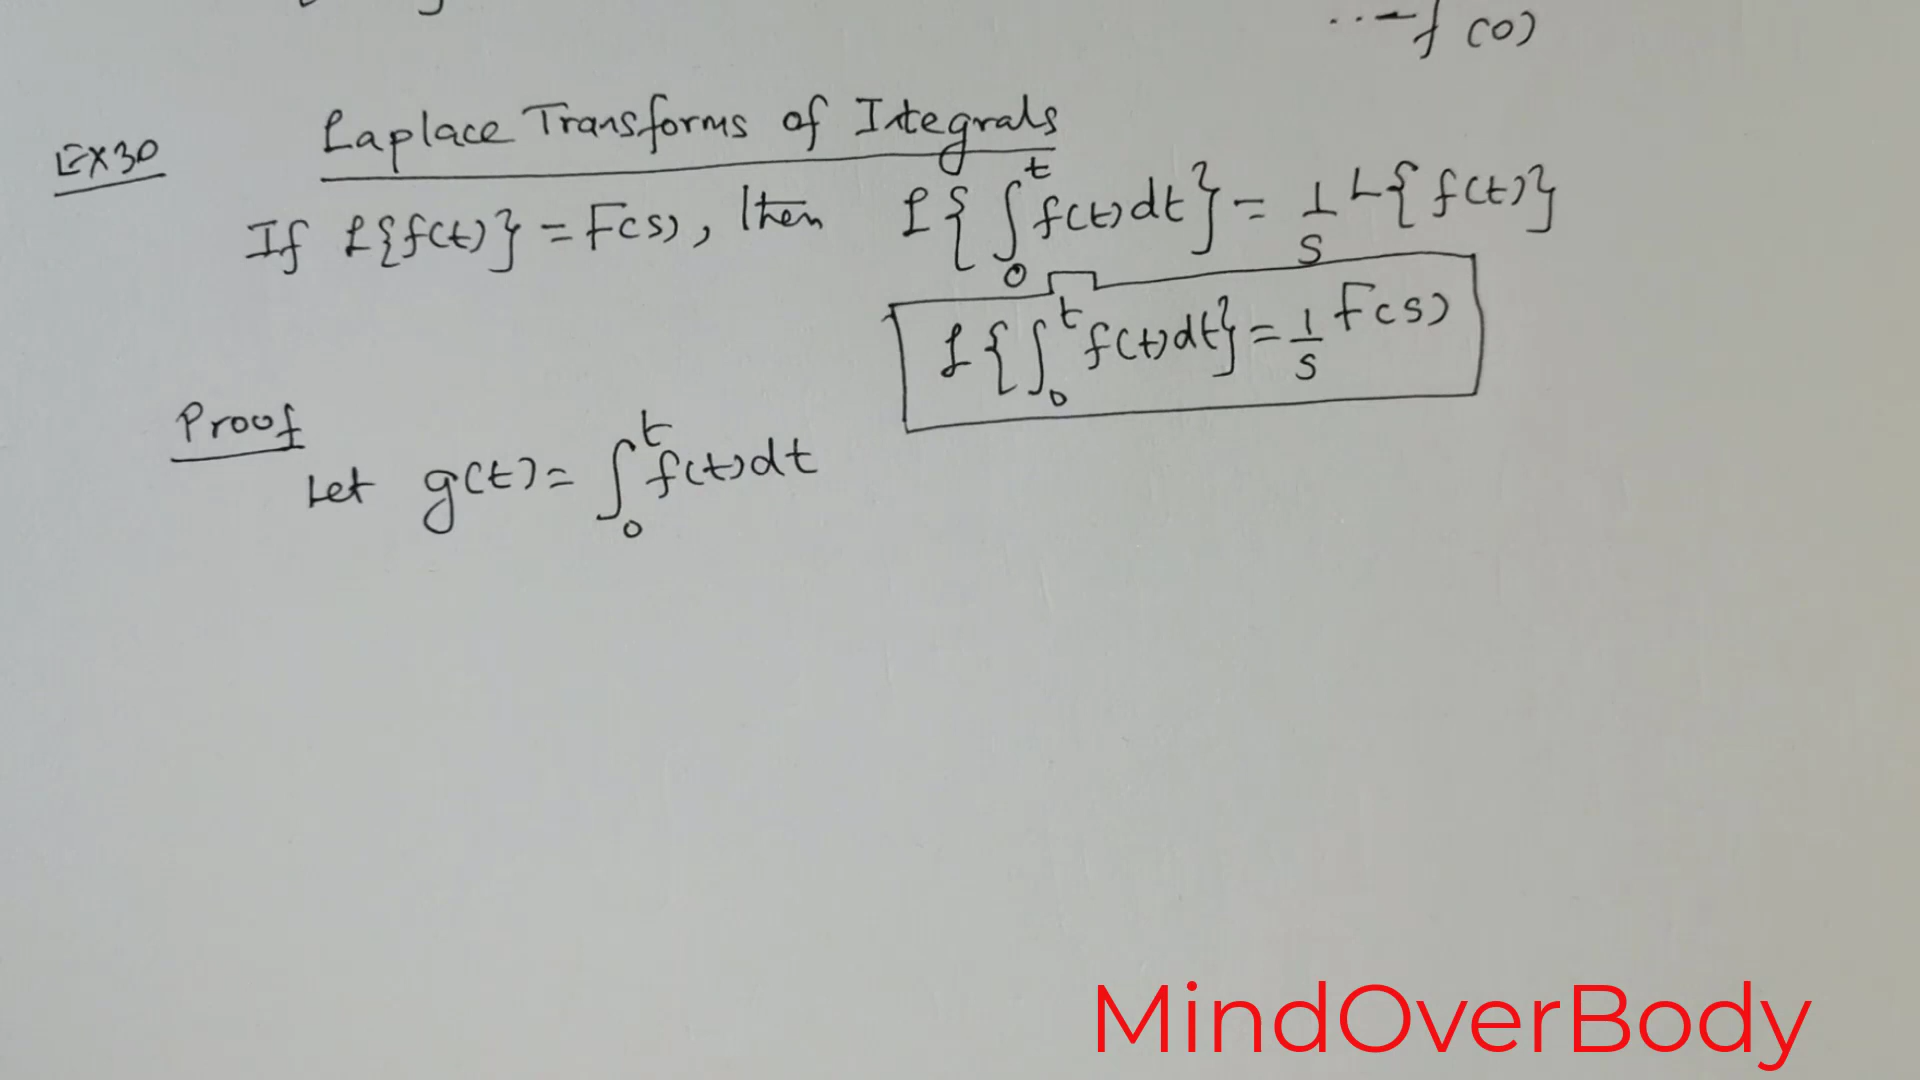 ...-f(0)
EX30 Laplace Transforms of Integrals
If L{f(t)} = F(s), then L{∫₀ᵗ f(t)dt} = 1/s L{f(t)}
L{∫₀ᵗ f(t)dt} = 1/s F(s)
Proof
Let g(t) = ∫₀ᵗ f(t)dt
MindOverBody